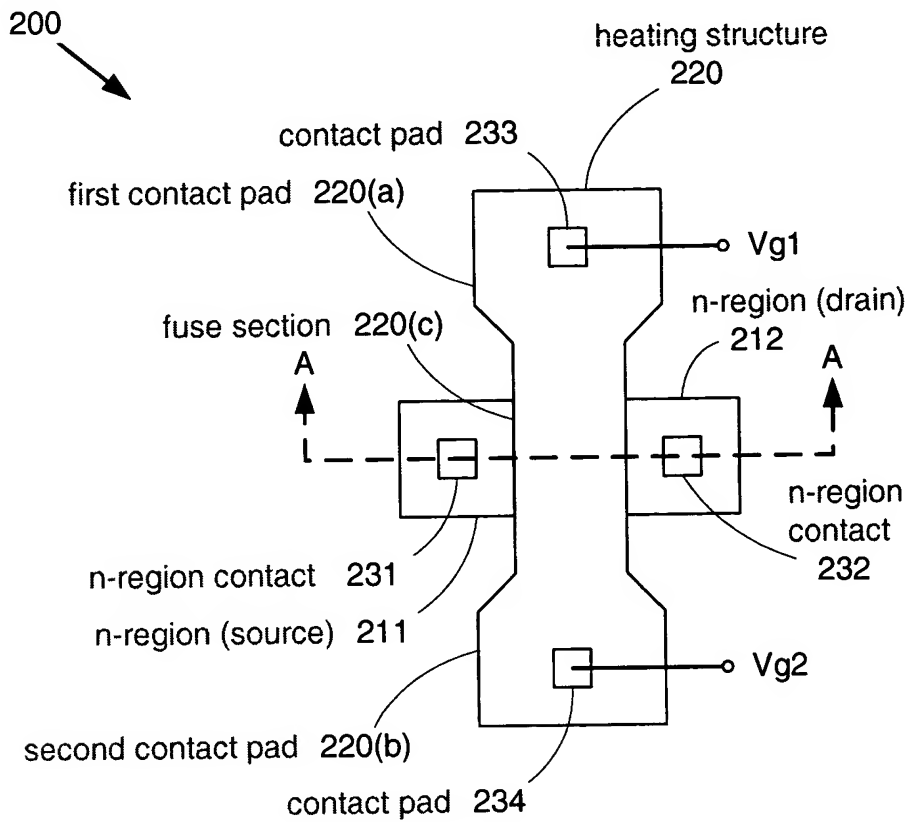 200
heating structure
220
contact pad 233
first contact pad 220(a)
Vg1
n-region (drain)
212
fuse section 220(c)
A
A
n-region
contact
232
n-region contact 231
n-region (source) 211
Vg2
second contact pad 220(b)
contact pad 234